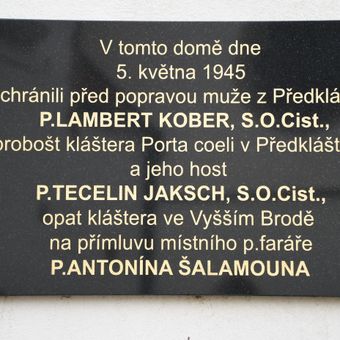 V tomto domě dne
5. května 1945
chránili před popravou muže z Předklá
P.LAMBERT KOBER, S.O.Cist.,
probošt kláštera Porta coeli v Předklášt
a jeho host
P.TECELIN JAKSCH, S.O.Cist.,
opat kláštera ve Vyšším Brodě
na přímluvu místního p.faráře
P.ANTONÍNA ŠALAMOUNA